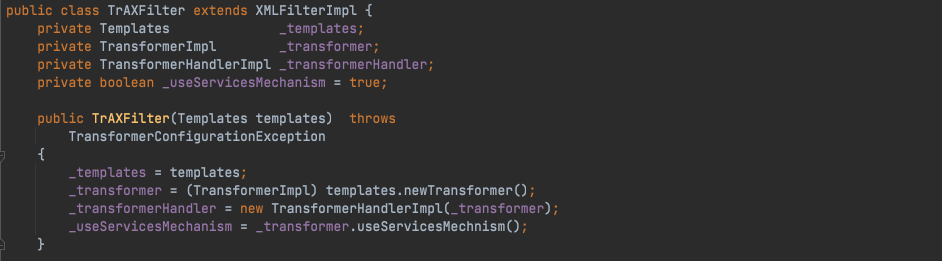 public class TrAXFilter extends XMLFilterImpl {
    private Templates              _templates;
    private TransformerImpl        _transformer;
    private TransformerHandlerImpl _transformerHandler;
    private boolean _useServicesMechanism = true;

    public TrAXFilter(Templates templates)  throws
        TransformerConfigurationException
    {
        _templates = templates;
        _transformer = (TransformerImpl) templates.newTransformer();
        _transformerHandler = new TransformerHandlerImpl(_transformer);
        _useServicesMechanism = _transformer.useServicesMechnism();
    }